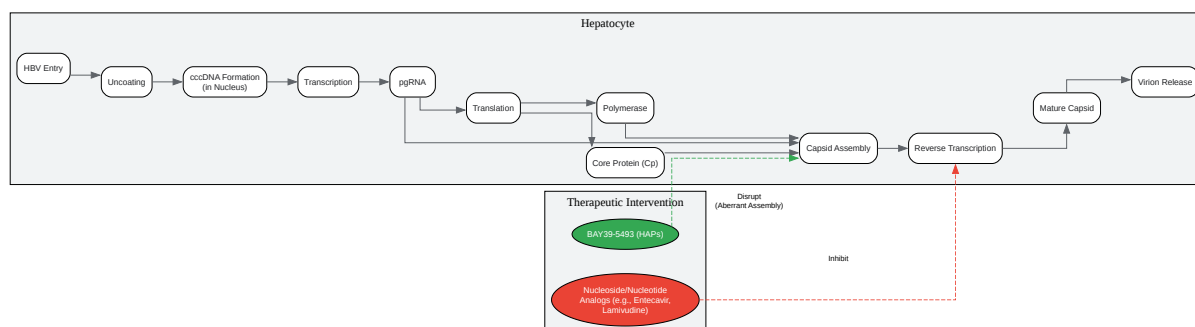 Hepatocyte
HBV Entry
Uncoating
cccDNA Formation
(in Nucleus)
Transcription
pgRNA
Translation
Polymerase
Core Protein (Cp)
Capsid Assembly
Reverse Transcription
Mature Capsid
Virion Release
Therapeutic Intervention
BAY39-5493 (HAPs)
Nucleoside/Nucleotide
Analogs (e.g., Entecavir,
Lamivudine)
Disrupt
(Aberrant Assembly)
Inhibit